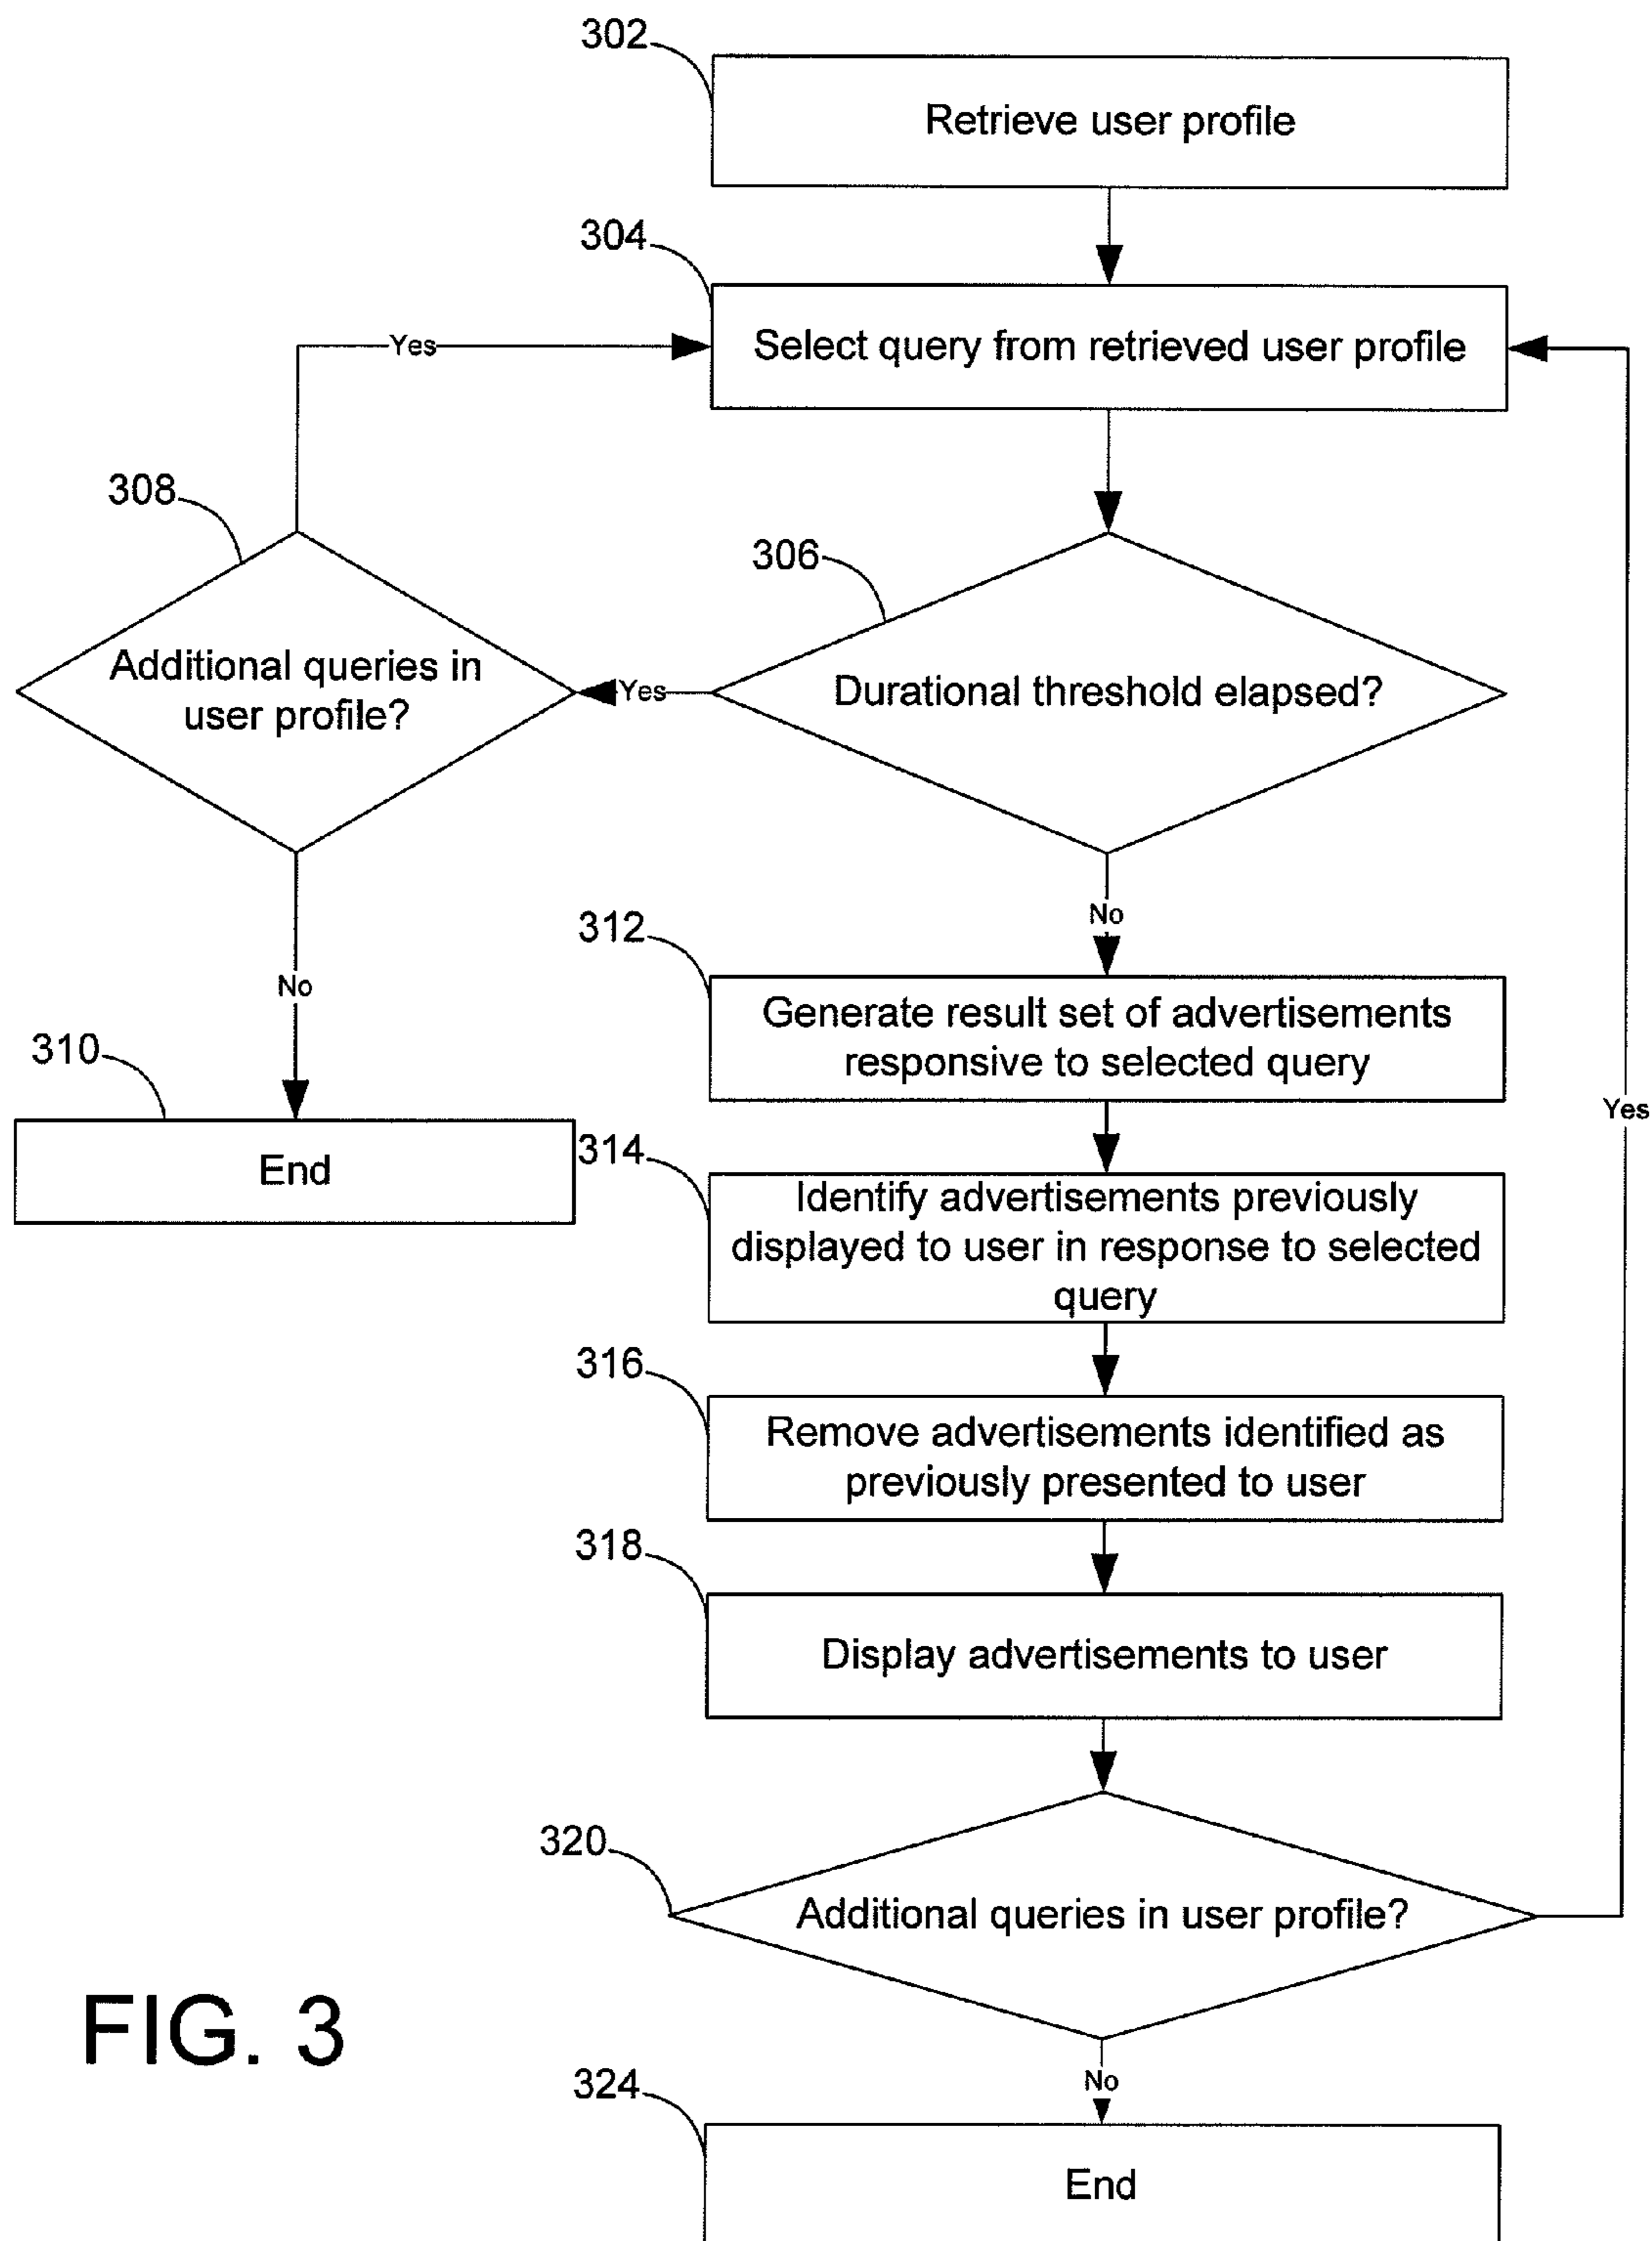 302
Retrieve user profile
304
Yes
Select query from retrieved user profile
308
306
Additional queries in
user profile?
Yes
Durational threshold elapsed?
No
312
No
Generate result set of advertisements
responsive to selected query
310
End
Yes
314
Identify advertisements previously
displayed to user in response to selected
query
316
Remove advertisements identified as
previously presented to user
318
Display advertisements to user
320
Additional queries in user profile?
FIG. 3
No
324
End